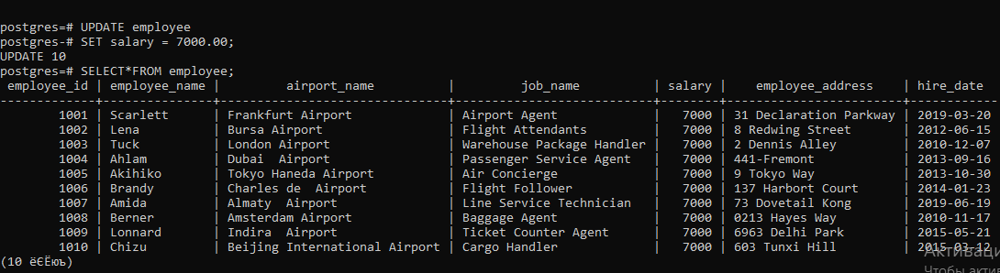 postgres=# UPDATE employee
postgres-# SET salary = 7000.00;
UPDATE 10
postgres=# SELECT*FROM employee;
employee_id | employee_name | airport_name | job_name | salary | employee_address | hire_date
-------------+---------------+-------------------------------+----------------------------+--------+------------------------+------------
1001 | Scarlett | Frankfurt Airport | Airport Agent | 7000 | 31 Declaration Parkway | 2019-03-20
1002 | Lena | Bursa Airport | Flight Attendants | 7000 | 8 Redwing Street | 2012-06-15
1003 | Tuck | London Airport | Warehouse Package Handler | 7000 | 2 Dennis Alley | 2010-12-07
1004 | Ahlam | Dubai  Airport | Passenger Service Agent | 7000 | 441-Fremont | 2013-09-16
1005 | Akihiko | Tokyo Haneda Airport | Air Concierge | 7000 | 9 Tokyo Way | 2013-10-30
1006 | Brandy | Charles de  Airport | Flight Follower | 7000 | 137 Harbort Court | 2014-01-23
1007 | Amida | Almaty  Airport | Line Service Technician | 7000 | 73 Dovetail Kong | 2019-06-19
1008 | Berner | Amsterdam Airport | Baggage Agent | 7000 | 0213 Hayes Way | 2010-11-17
1009 | Lonnard | Indira  Airport | Ticket Counter Agent | 7000 | 6963 Delhi Park | 2015-05-21
1010 | Chizu | Beijing International Airport | Cargo Handler | 7000 | 603 Tunxi Hill | 2015-03-12
(10 ёЄЁюъ)
Активаци
Чтобы акти